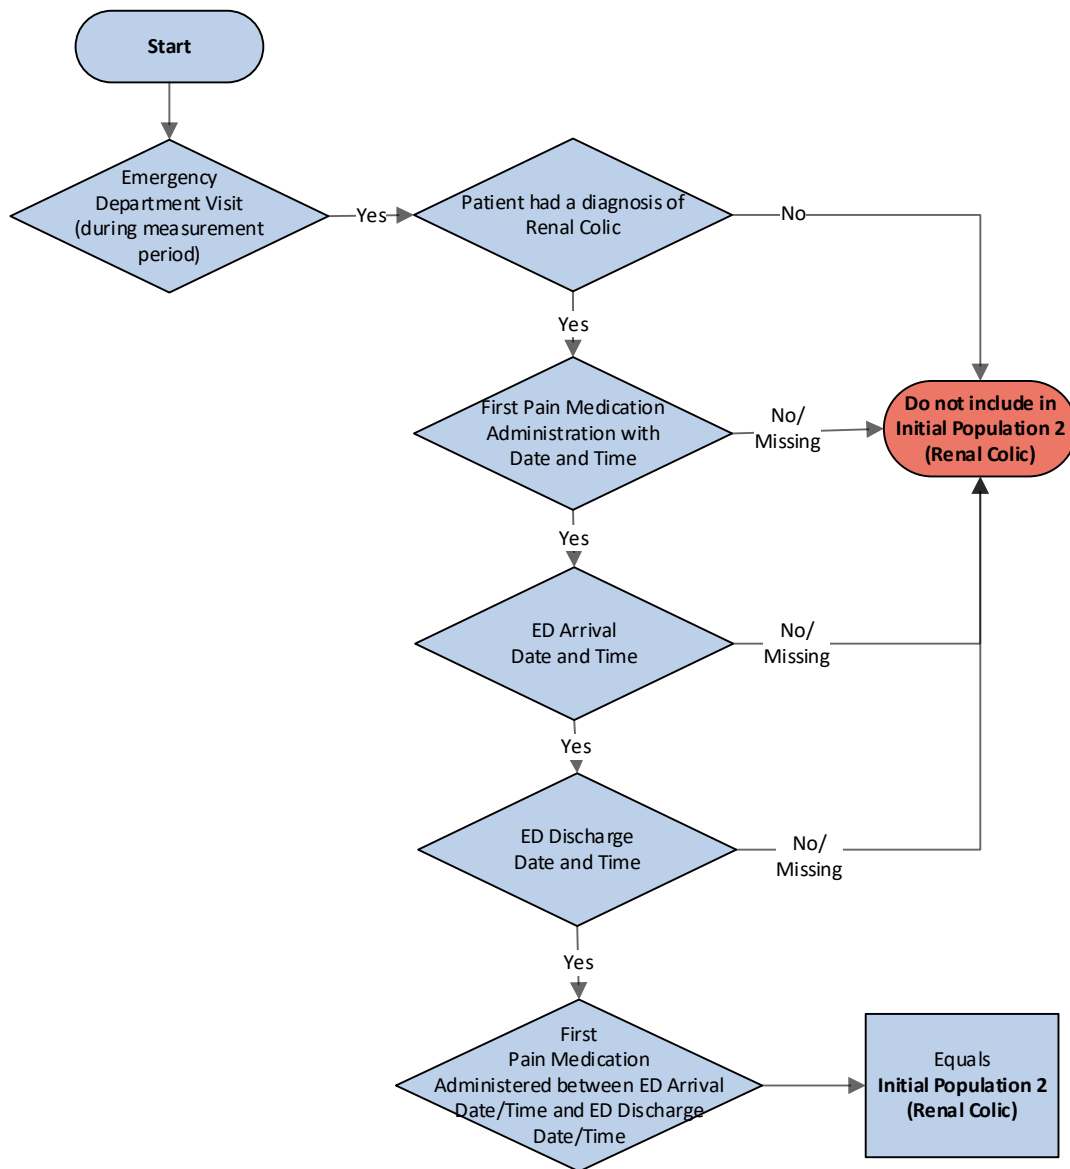 Start
Emergency
Department Visit
(during measurement
period)
Yes
Patient had a diagnosis of
Renal Colic
No
Yes
First Pain Medication
Administration with
Date and Time
No/
Missing
Do not include in
Initial Population 2
(Renal Colic)
Yes
ED Arrival
Date and Time
No/
Missing
Yes
ED Discharge
Date and Time
No/
Missing
Yes
First
Pain Medication
Administered between ED Arrival
Date/Time and ED Discharge
Date/Time
Equals
Initial Population 2
(Renal Colic)